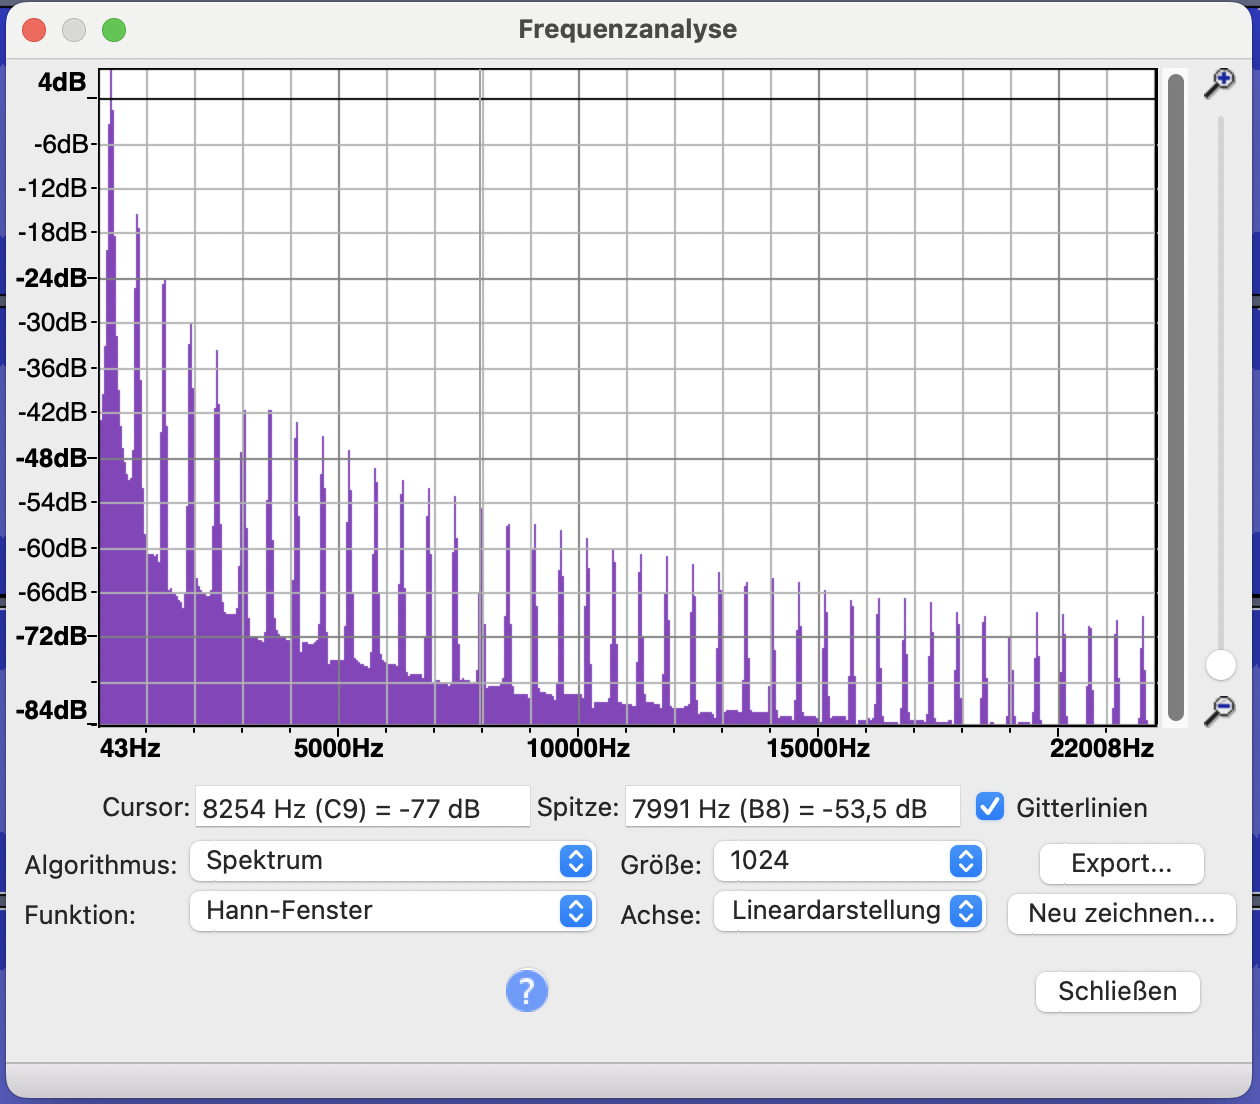 Frequenzanalyse
4dB
-6dB
-12dB
-18dB
-24dB
-30dB
-36dB
-42dB
-48dB
-54dB
-60dB
-66dB
-72dB
-84dB
43Hz 5000Hz 10000Hz 15000Hz 22008Hz
Cursor: 8254 Hz (C9) = -77 dB Spitze: 7991 Hz (B8) = -53,5 dB Gitterlinien
Algorithmus: Spektrum Größe: 1024 Export...
Funktion: Hann-Fenster Achse: Lineardarstellung Neu zeichnen...
? Schließen